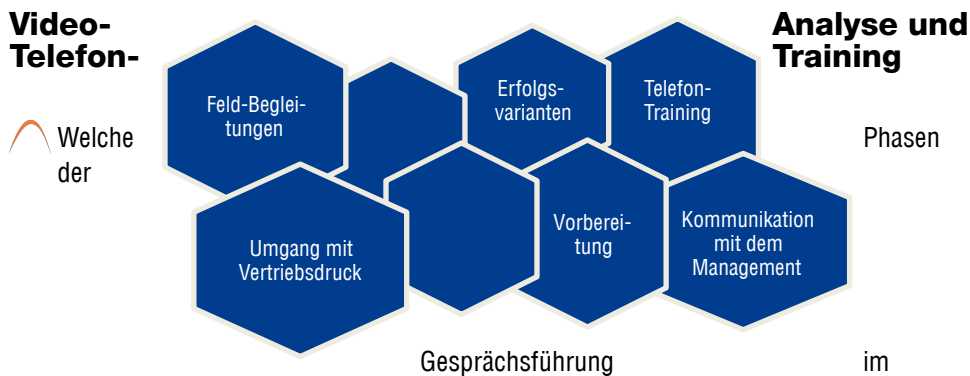 Video- Analyse und
Telefon- Training
Feld-Beglei-
tungen
Erfolgs-
varianten
Telefon-
Training
Welche Phasen
der
Umgang mit
Vertriebsdruck
Vorberei-
tung
Kommunikation
mit dem
Management
Gesprächsführung im